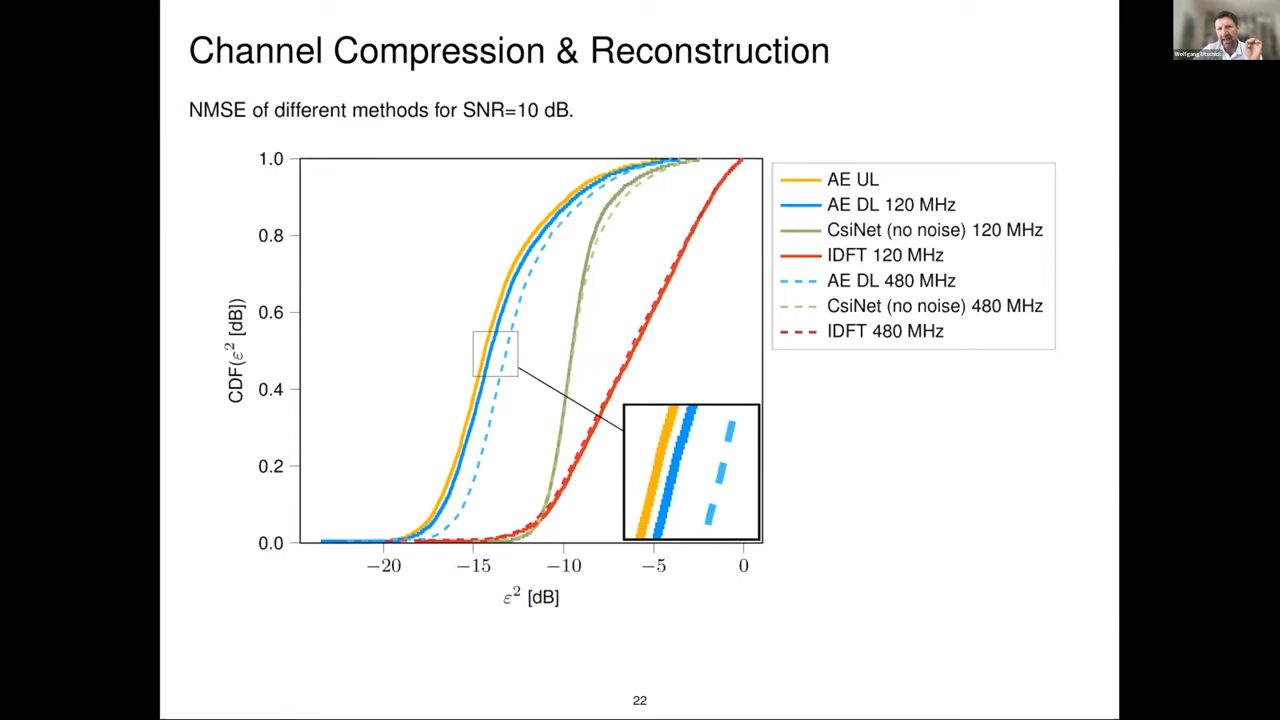 Channel Compression & Reconstruction
Wolfgang Utschick
NMSE of different methods for SNR=10 dB.
1.0
0.8
0.6
0.4
0.2
0.0
CDF(ε² [dB])
−20
−15
−10
−5
0
ε² [dB]
AE UL
AE DL 120 MHz
CsiNet (no noise) 120 MHz
IDFT 120 MHz
AE DL 480 MHz
CsiNet (no noise) 480 MHz
IDFT 480 MHz
22